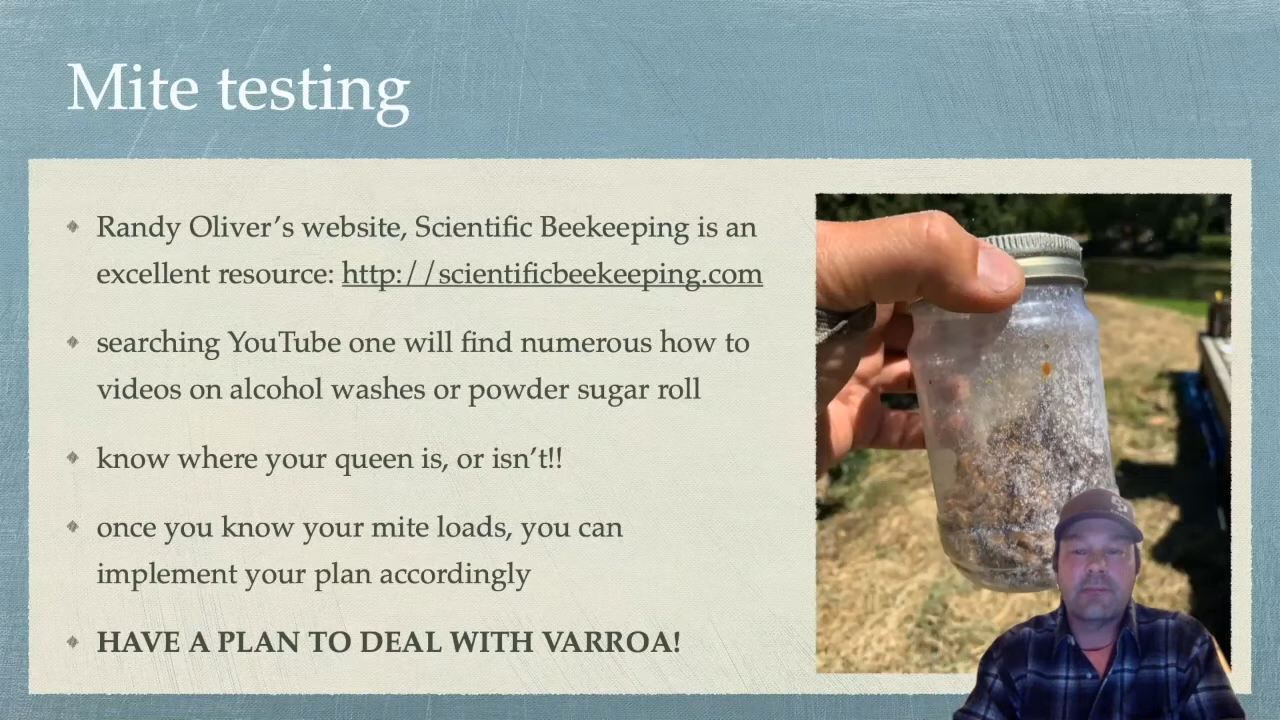 Mite testing
Randy Oliver’s website, Scientific Beekeeping is an
excellent resource: http://scientificbeekeeping.com
searching YouTube one will find numerous how to
videos on alcohol washes or powder sugar roll
know where your queen is, or isn’t!!
once you know your mite loads, you can
implement your plan accordingly
HAVE A PLAN TO DEAL WITH VARROA!